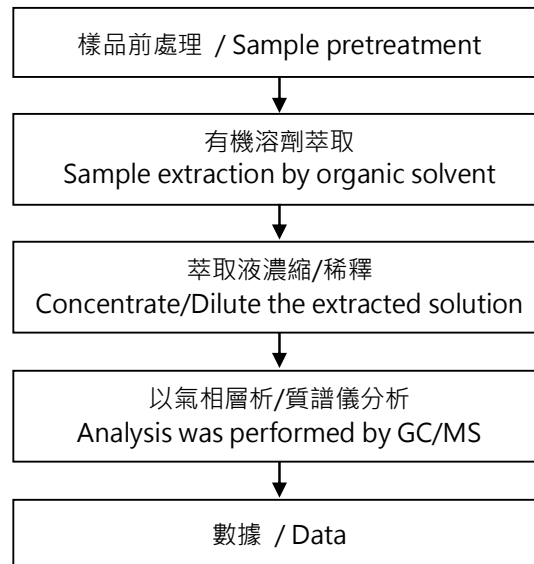 樣品前處理 / Sample pretreatment
有機溶劑萃取
Sample extraction by organic solvent
萃取液濃縮/稀釋
Concentrate/Dilute the extracted solution
以氣相層析/質譜儀分析
Analysis was performed by GC/MS
數據 / Data